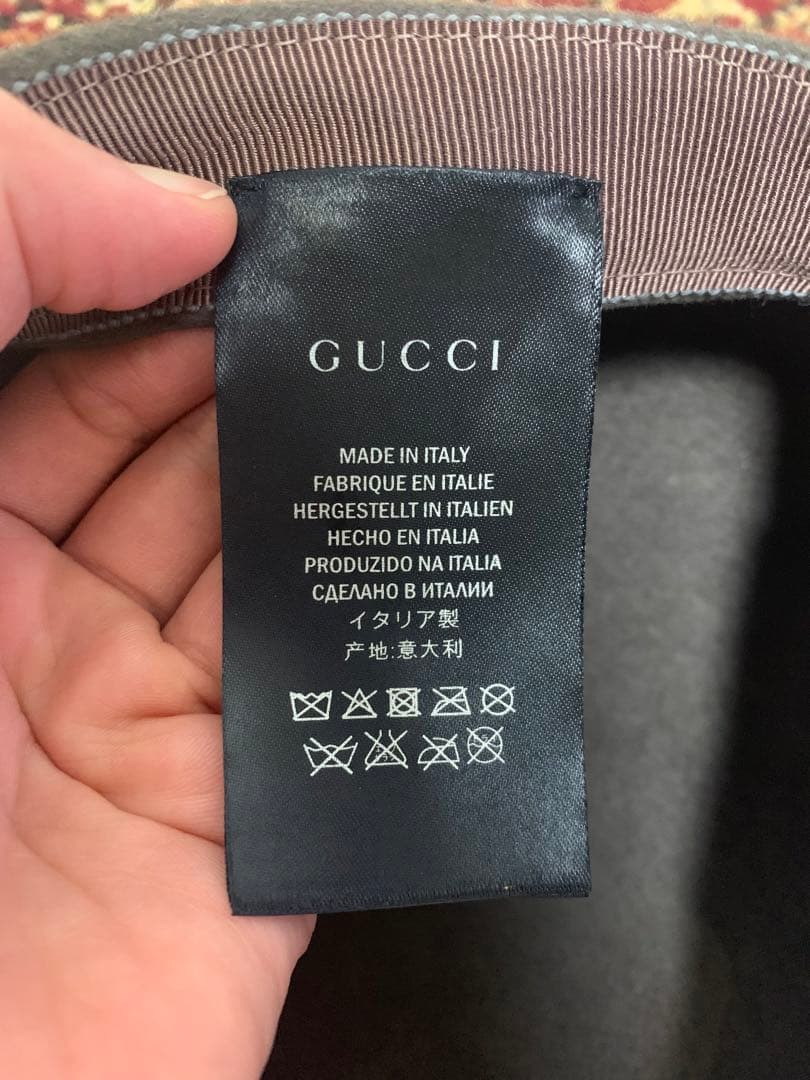 GUCCI
MADE IN ITALY
FABRIQUE EN ITALIE
HERGESTELLT IN ITALIEN
HECHO EN ITALIA
PRODUZIDO NA ITALIA
СДЕЛАНО В ИТАЛИИ
イタリア製
产地:意大利